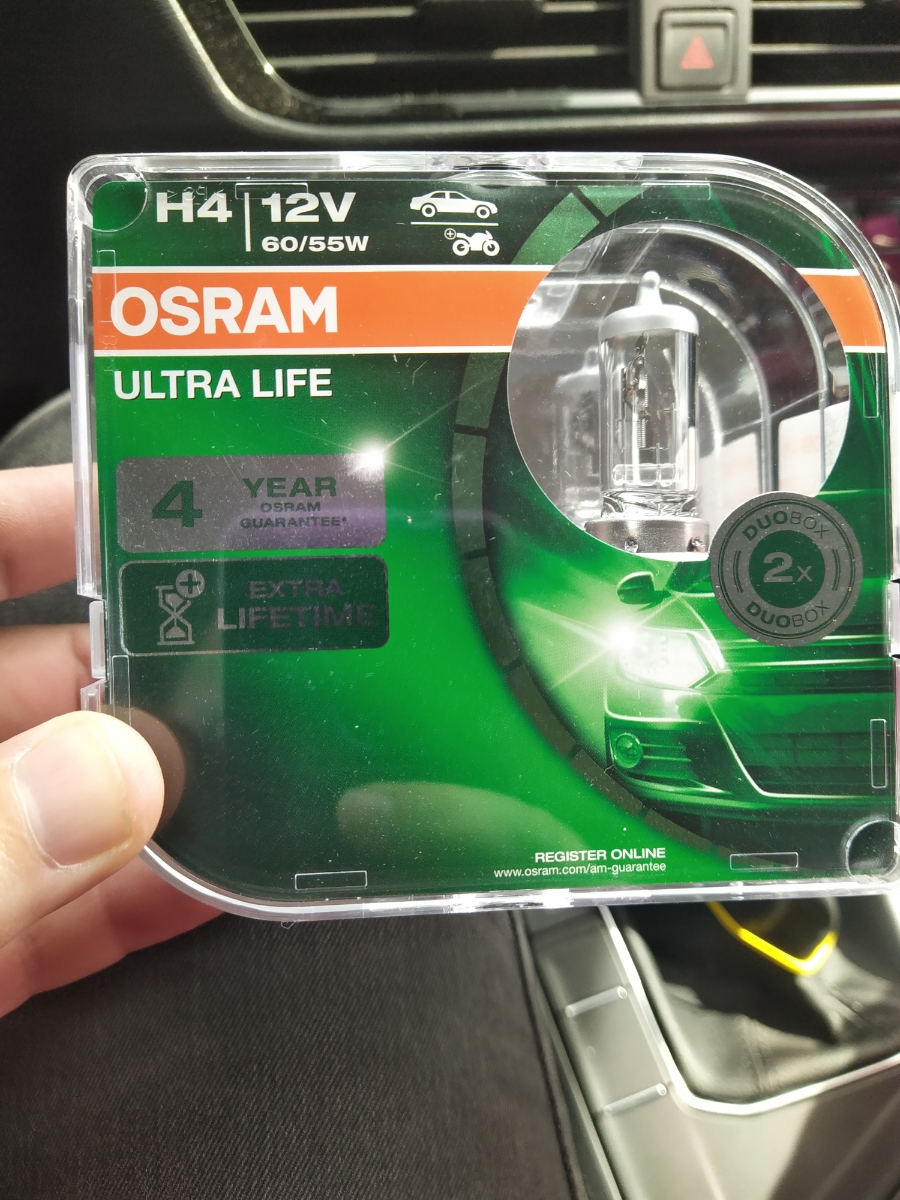 H4 12V
60/55W
OSRAM
ULTRA LIFE
4 YEAR
OSRAM
GUARANTEE*
EXTRA
LIFETIME
DUOBOX
2x
DUOBOX
REGISTER ONLINE
www.osram.com/am-guarantee